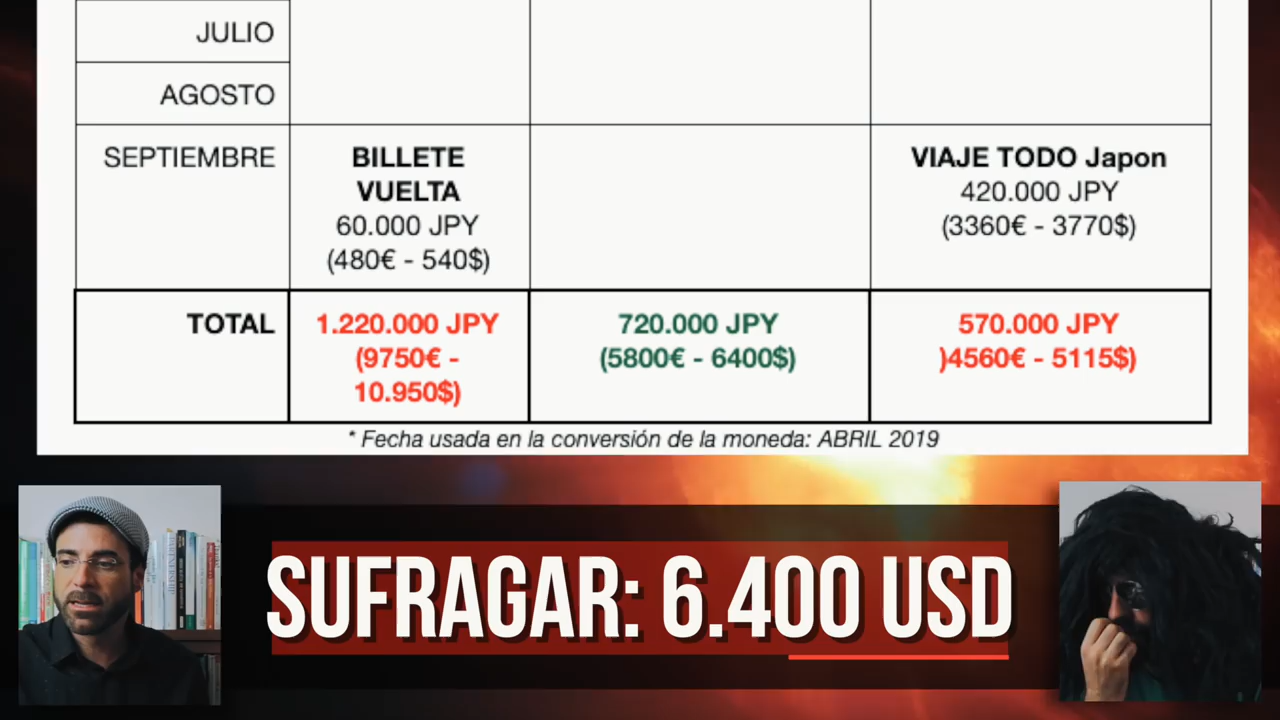 JULIO
AGOSTO
SEPTIEMBRE
BILLETE
VUELTA
60.000 JPY
(480€ - 540$)
VIAJE TODO Japon
420.000 JPY
(3360€ - 3770$)
TOTAL
1.220.000 JPY
(9750€ -
10.950$)
720.000 JPY
(5800€ - 6400$)
570.000 JPY
)4560€ - 5115$)
* Fecha usada en la conversión de la moneda: ABRIL 2019
SUFRAGAR: 6.400 USD